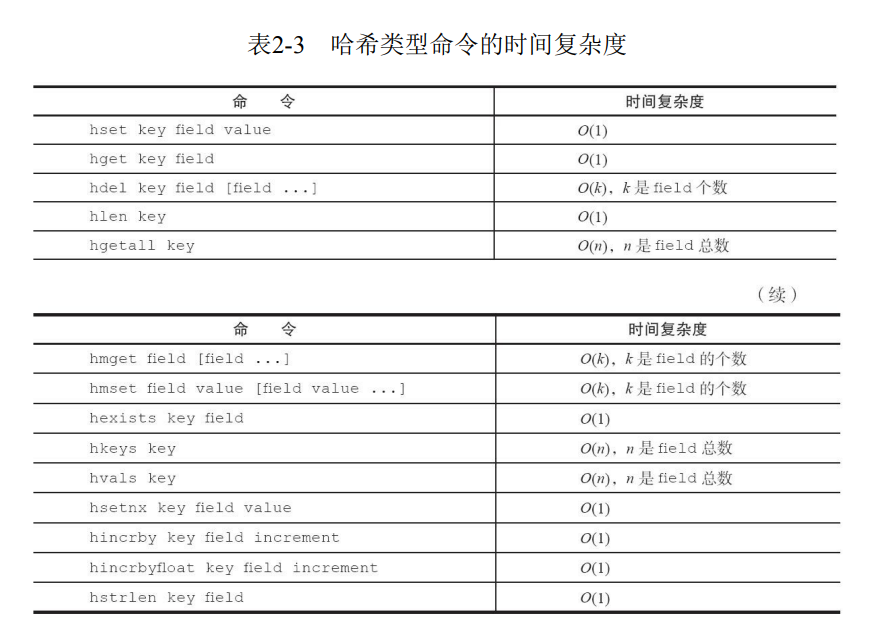 表2-3 哈希类型命令的时间复杂度
命 令 时间复杂度
hset key field value O(1)
hget key field O(1)
hdel key field [field ...] O(k)，k 是 field 个数
hlen key O(1)
hgetall key O(n)，n 是 field 总数
（续）
命 令 时间复杂度
hmget field [field ...] O(k)，k 是 field 的个数
hmset field value [field value ...] O(k)，k 是 field 的个数
hexists key field O(1)
hkeys key O(n)，n 是 field 总数
hvals key O(n)，n 是 field 总数
hsetnx key field value O(1)
hincrby key field increment O(1)
hincrbyfloat key field increment O(1)
hstrlen key field O(1)